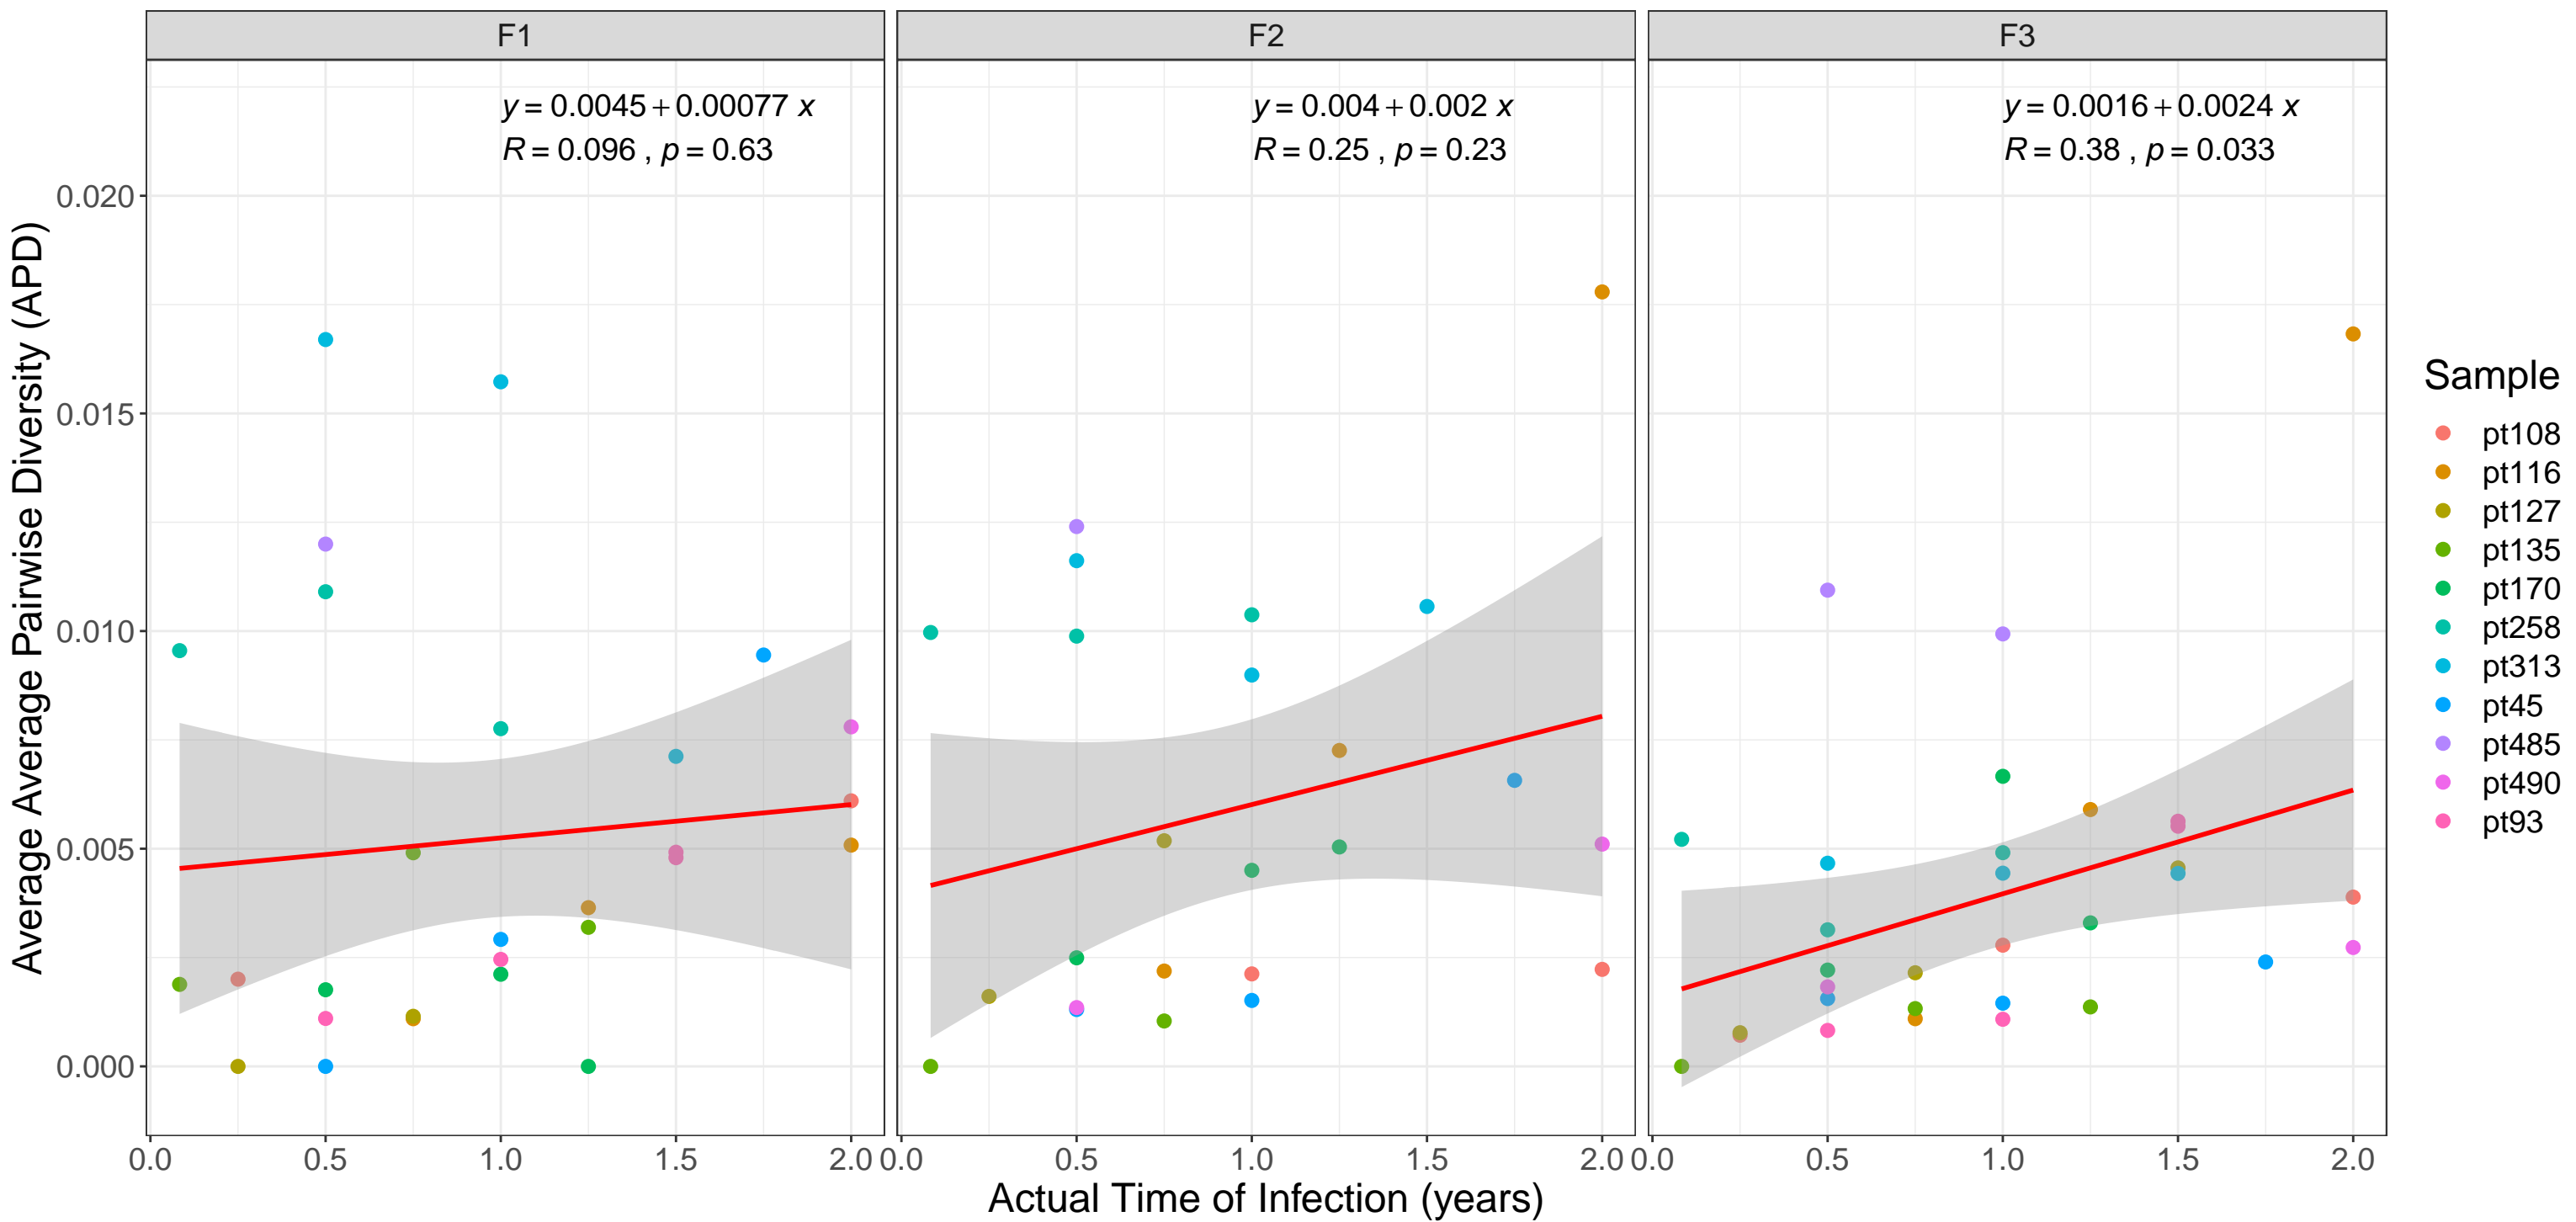 F1
F2
F3
y = 0.0045 + 0.00077 x
R = 0.096 , p = 0.63
y = 0.004 + 0.002 x
R = 0.25 , p = 0.23
y = 0.0016 + 0.0024 x
R = 0.38 , p = 0.033
Average Average Pairwise Diversity (APD)
0.020
0.015
0.010
0.005
0.000
0.0 0.5 1.0 1.5 2.0
0.0 0.5 1.0 1.5 2.0
0.0 0.5 1.0 1.5 2.0
Actual Time of Infection (years)
Sample
pt108
pt116
pt127
pt135
pt170
pt258
pt313
pt45
pt485
pt490
pt93